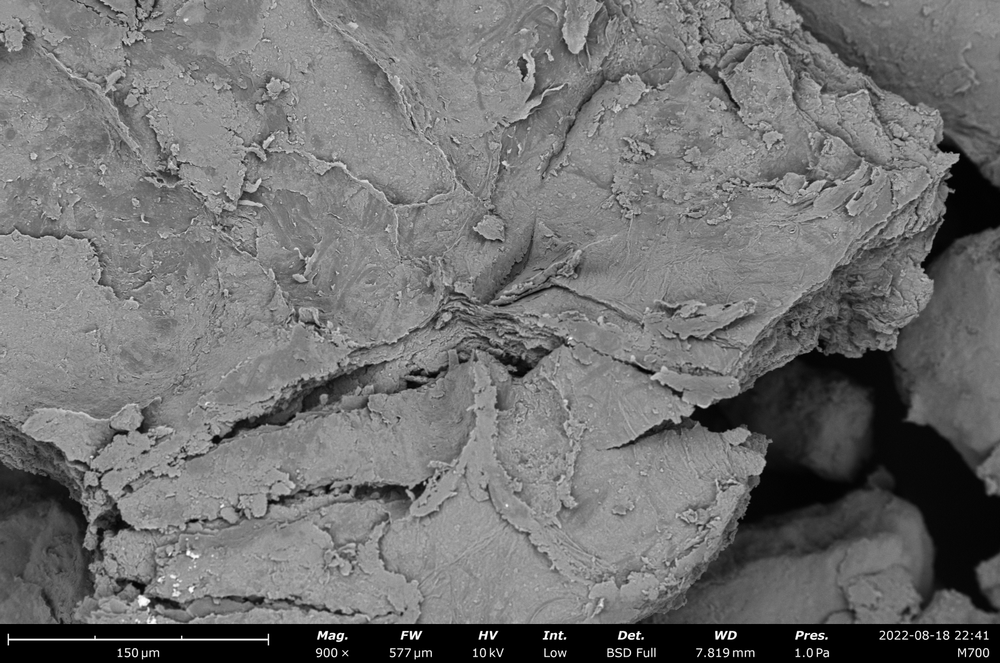 Mag. FW HV Int. Det. WD Pres. 2022-08-18 22:41
150 µm 900 × 577 µm 10 kV Low BSD Full 7.819 mm 1.0 Pa M700